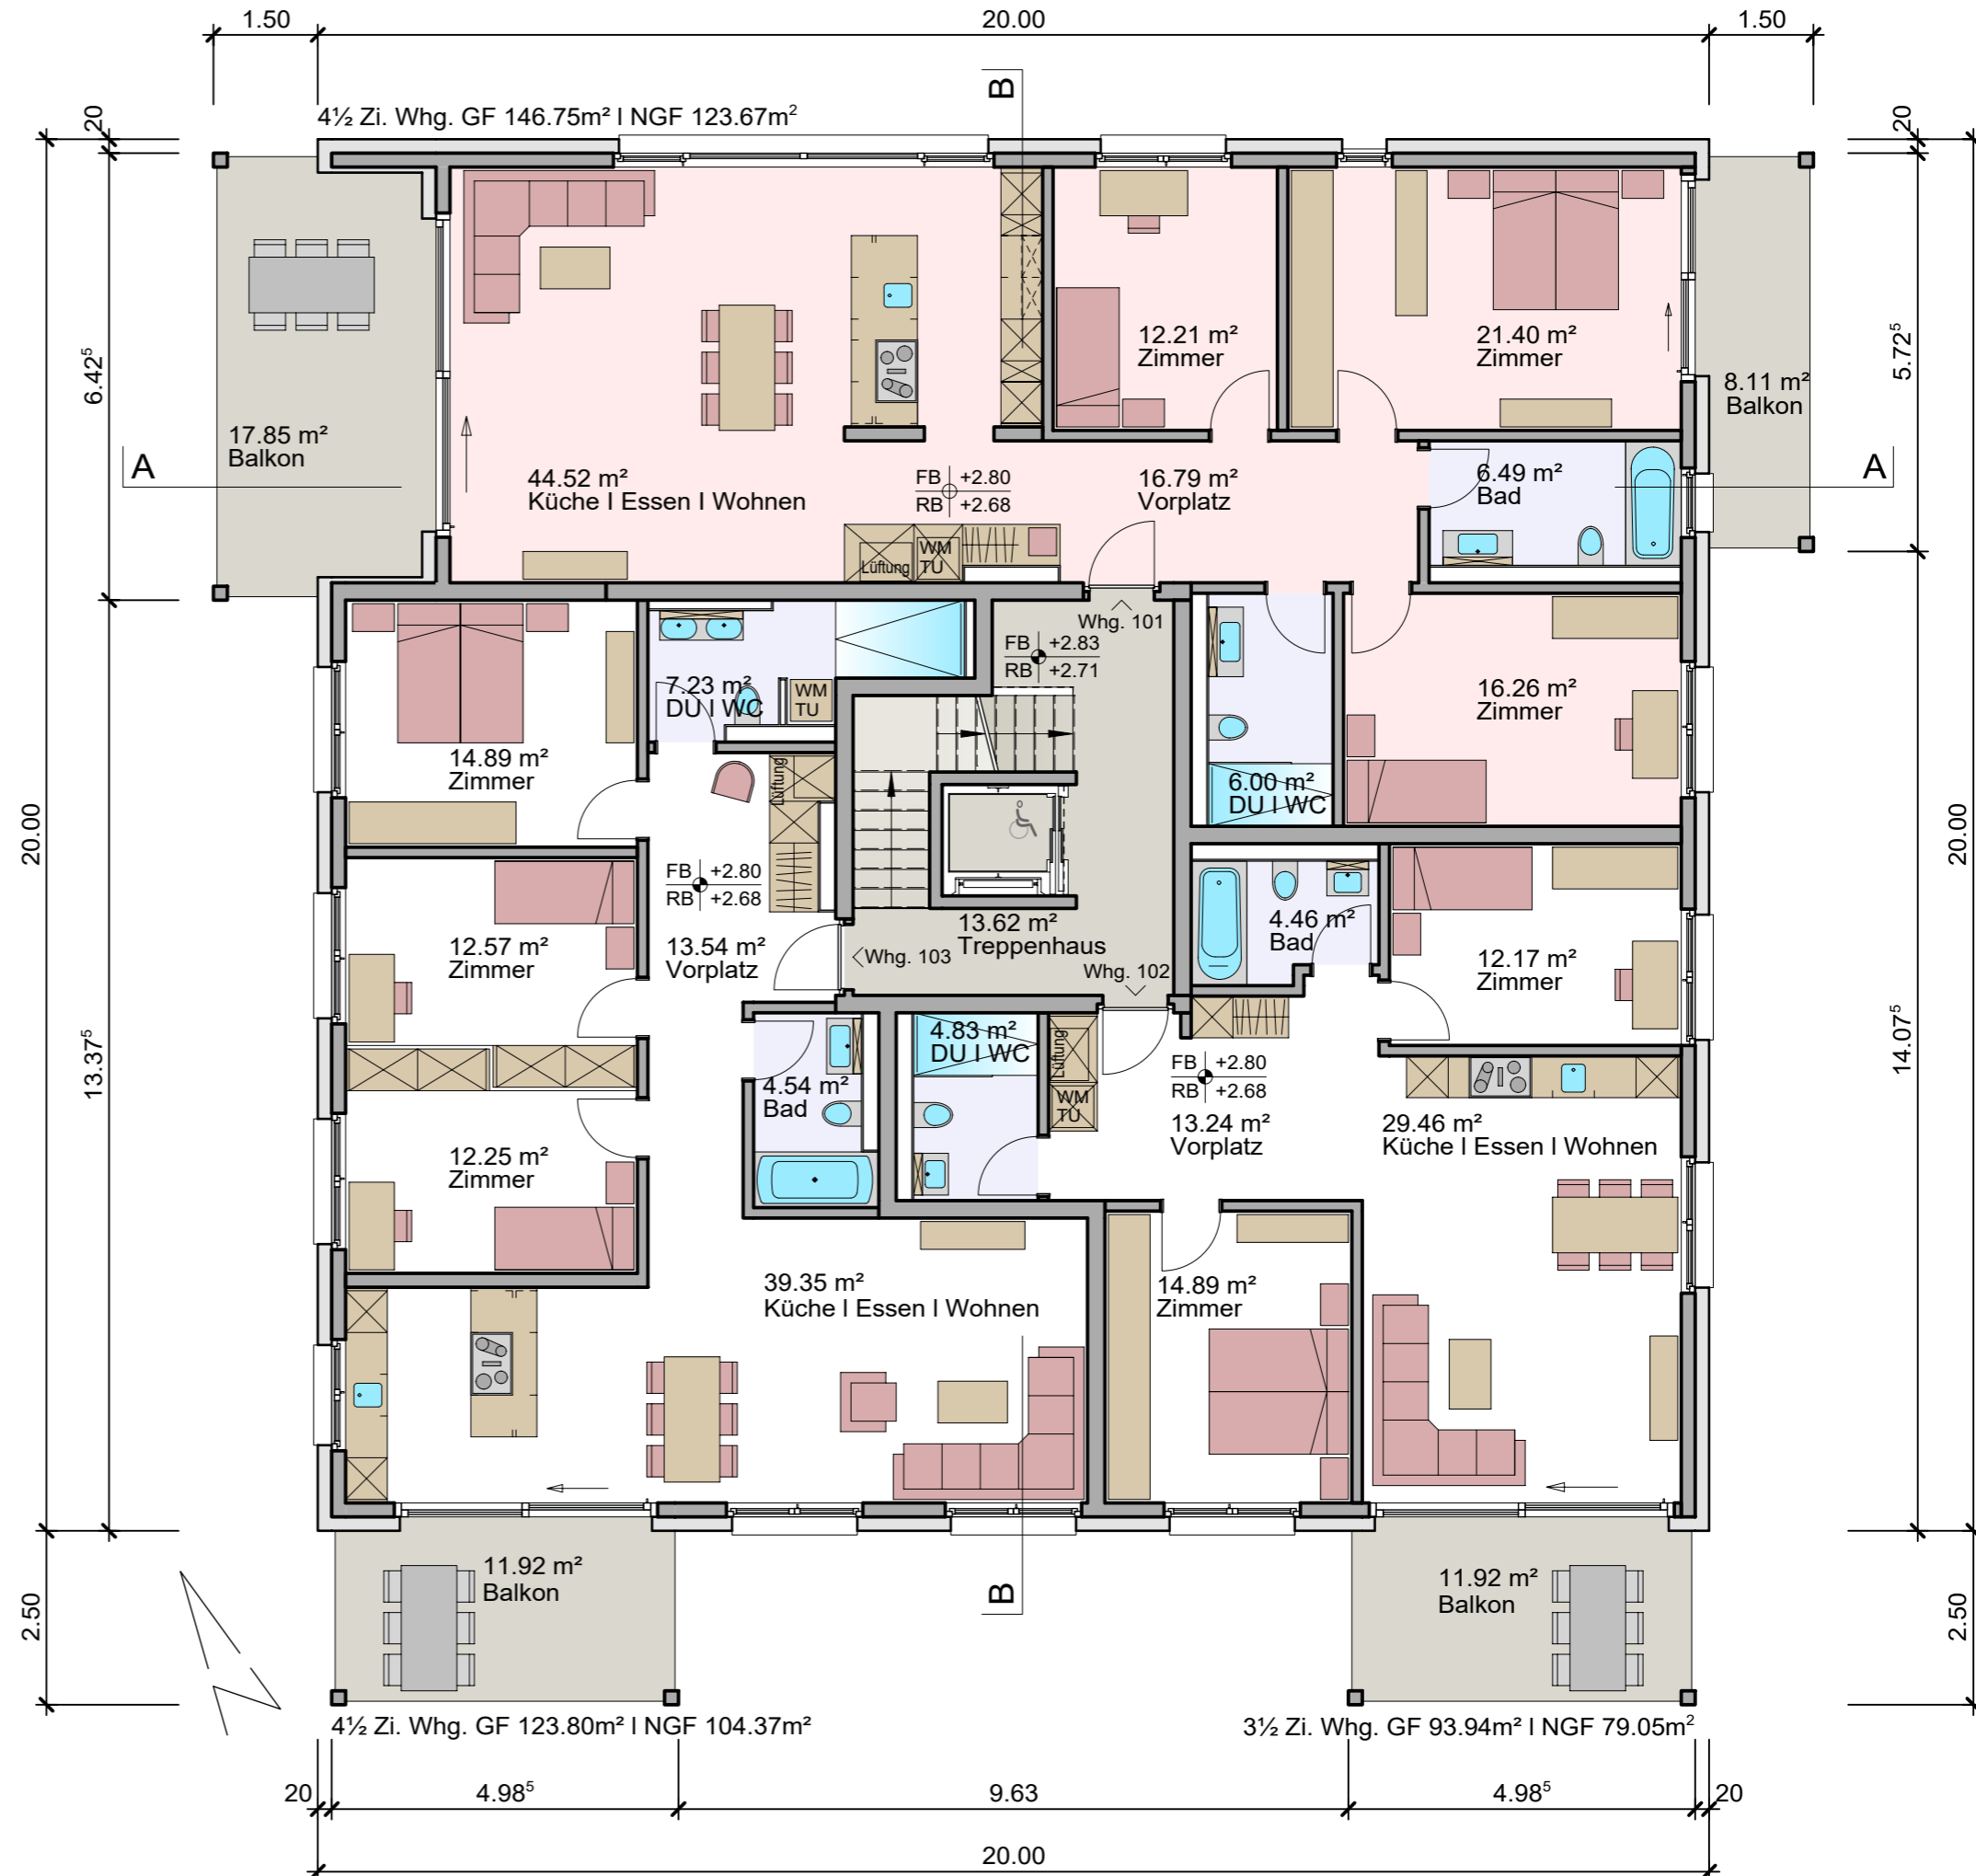 1.50
20.00
1.50
4½ Zi. Whg. GF 146.75m² I NGF 123.67m²
B
20
20
6.42⁵
5.72⁵
12.21 m²
Zimmer
21.40 m²
Zimmer
8.11 m²
Balkon
17.85 m²
Balkon
A
A
44.52 m²
Küche I Essen I Wohnen
FB +2.80
RB +2.68
16.79 m²
Vorplatz
6.49 m²
Bad
Lüftung
WM
TU
Whg. 101
FB +2.83
RB +2.71
7.23 m²
DU I WC
WM
TU
16.26 m²
Zimmer
14.89 m²
Zimmer
Lüftung
6.00 m²
DU I WC
20.00
20.00
FB +2.80
RB +2.68
13.62 m²
Treppenhaus
4.46 m²
Bad
12.57 m²
Zimmer
13.54 m²
Vorplatz
Whg. 103
Whg. 102
12.17 m²
Zimmer
13.37⁵
14.07⁵
4.83 m²
DU I WC
Lüftung
FB +2.80
RB +2.68
4.54 m²
Bad
WM
TU
13.24 m²
Vorplatz
29.46 m²
Küche I Essen I Wohnen
12.25 m²
Zimmer
39.35 m²
Küche I Essen I Wohnen
14.89 m²
Zimmer
11.92 m²
Balkon
B
11.92 m²
Balkon
2.50
2.50
4½ Zi. Whg. GF 123.80m² I NGF 104.37m²
3½ Zi. Whg. GF 93.94m² I NGF 79.05m²
20
4.98⁵
9.63
4.98⁵
20
20.00